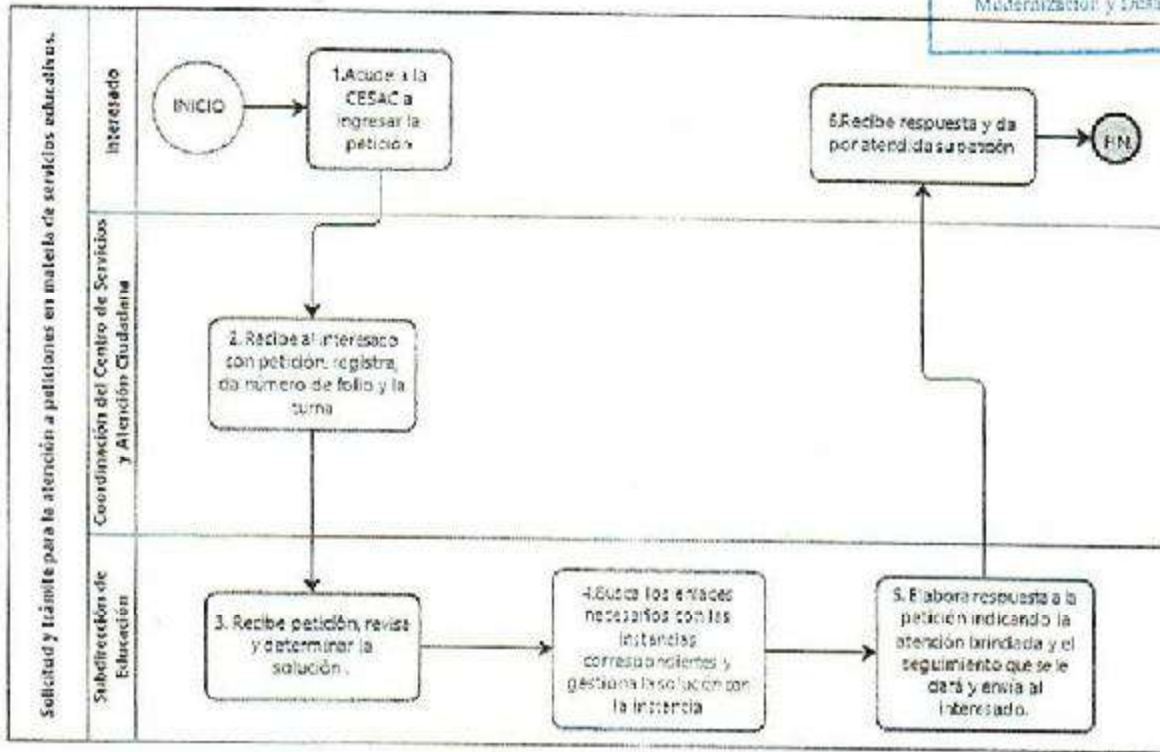 Modernización y Desa
Solicitud y trámite para la atención a peticiones en materia de servicios educativos.
Interesado
INICIO
1.Acude a la
CESAC a
ingresar la
petición
6.Recibe respuesta y da
por atendida su petición
FIN.
Coordinación del Centro de Servicios
y Atención Ciudadana
2. Recibe al interesado
con petición, registra,
da número de folio y la
turna
Subdirección de
Educación
3. Recibe petición, revisa
y determinar la
solución.
4.Busca los enlaces
necesarios con las
instancias
correspondientes y
gestiona la solución con
la instancia
5. Elabora respuesta a la
petición indicando la
atención brindada y el
seguimiento que se le
dará y envía al
interesado.